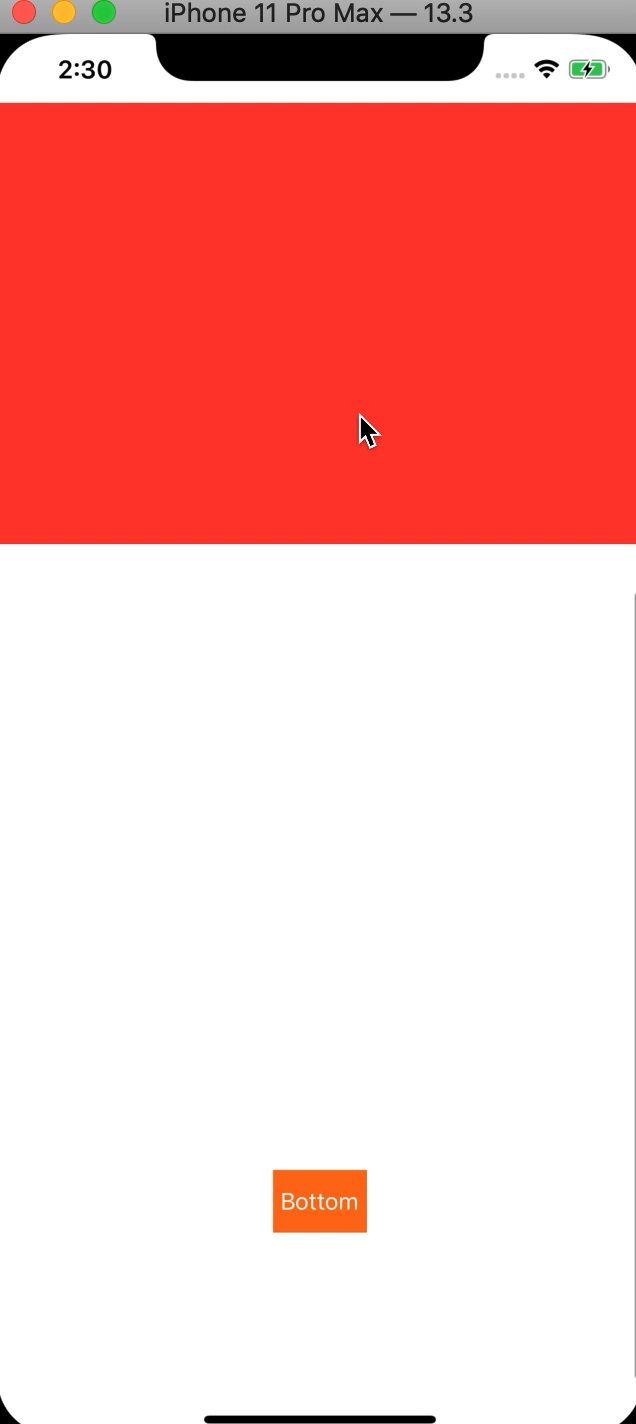 iPhone 11 Pro Max — 13.3
2:30
Bottom